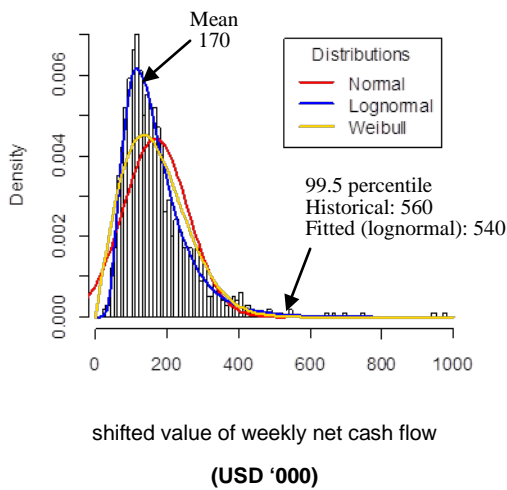 Mean
170
Distributions
Normal
Lognormal
Weibull
99.5 percentile
Historical: 560
Fitted (lognormal): 540
Density
0.006
0.004
0.002
0.000
0 200 400 600 800 1000
shifted value of weekly net cash flow
(USD ‘000)